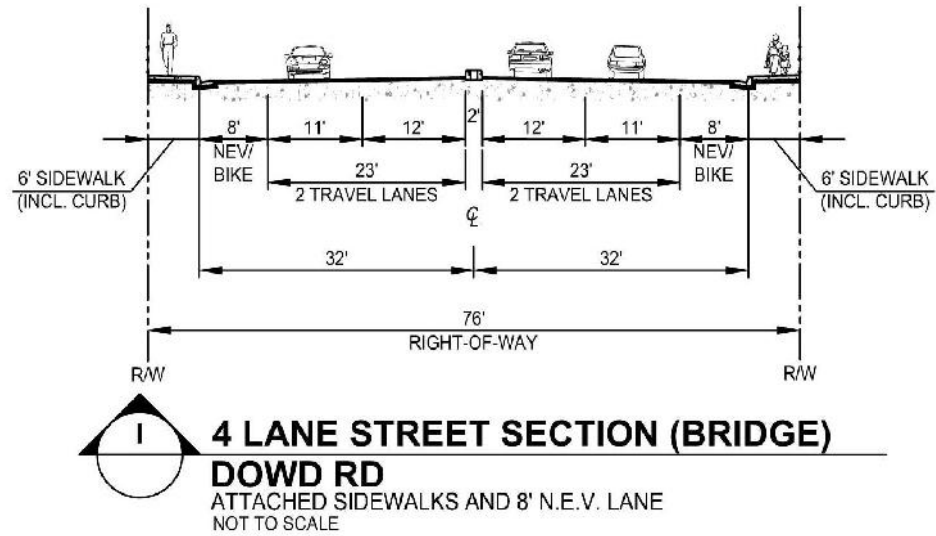 8'
11'
12'
2'
12'
11'
8'
NEV/
BIKE
NEV/
BIKE
23'
2 TRAVEL LANES
23'
2 TRAVEL LANES
6' SIDEWALK
(INCL. CURB)
6' SIDEWALK
(INCL. CURB)
℄
32'
32'
76'
RIGHT-OF-WAY
R/W
R/W
I
4 LANE STREET SECTION (BRIDGE)
DOWD RD
ATTACHED SIDEWALKS AND 8' N.E.V. LANE
NOT TO SCALE